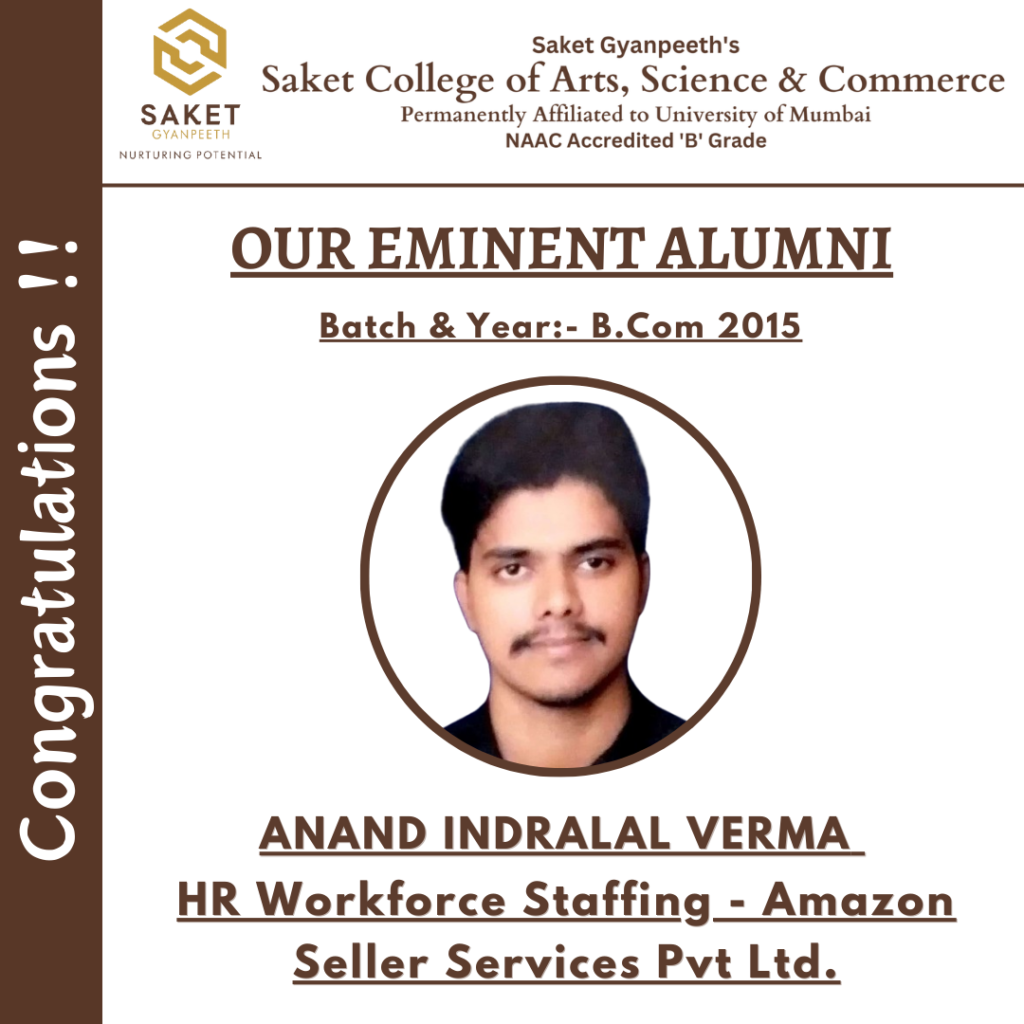 SAKET
GYANPEETH
NURTURING POTENTIAL
Saket Gyanpeeth's
Saket College of Arts, Science & Commerce
Permanently Affiliated to University of Mumbai
NAAC Accredited 'B' Grade
Congratulations !!
OUR EMINENT ALUMNI
Batch & Year:- B.Com 2015
ANAND INDRALAL VERMA
HR Workforce Staffing - Amazon
Seller Services Pvt Ltd.